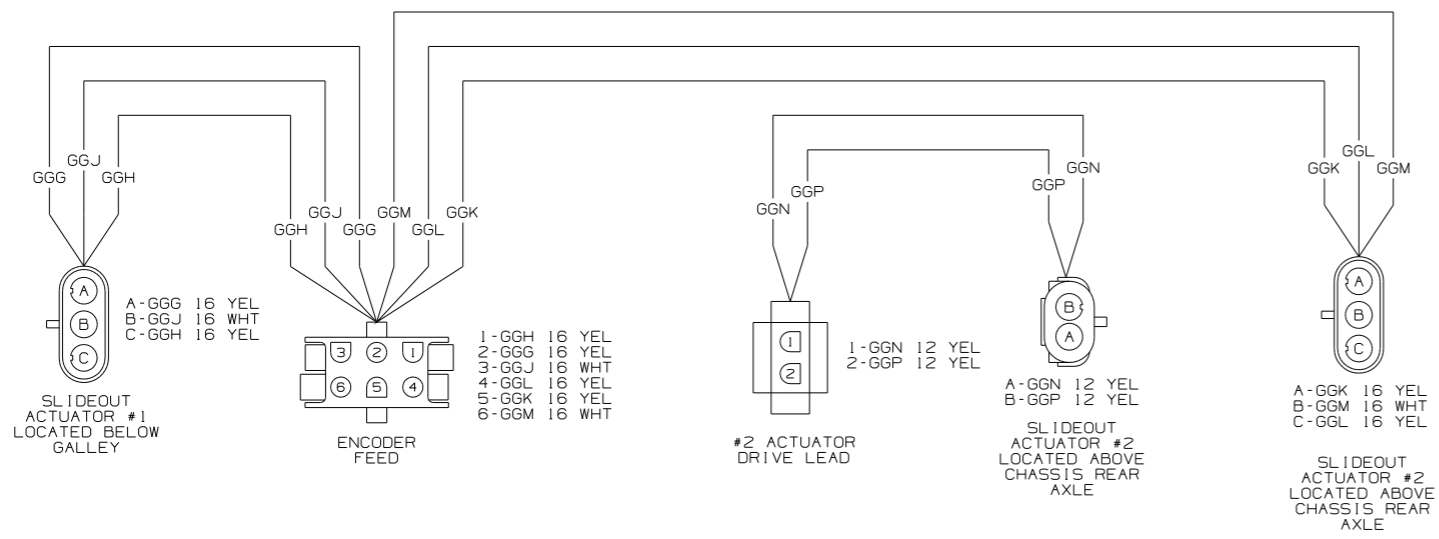 GGG
GGJ
GGH
GGH
GGJ
GGG
GGM
GGL
GGK
GGN
GGP
GGP
GGN
GGK
GGL
GGM
A
B
C
A-GGG 16 YEL
B-GGJ 16 WHT
C-GGH 16 YEL
SLIDEOUT
ACTUATOR #1
LOCATED BELOW
GALLEY
3 2 1
6 5 4
1-GGH 16 YEL
2-GGG 16 YEL
3-GGJ 16 WHT
4-GGL 16 YEL
5-GGK 16 YEL
6-GGM 16 WHT
ENCODER
FEED
1
2
1-GGN 12 YEL
2-GGP 12 YEL
#2 ACTUATOR
DRIVE LEAD
B
A
A-GGN 12 YEL
B-GGP 12 YEL
SLIDEOUT
ACTUATOR #2
LOCATED ABOVE
CHASSIS REAR
AXLE
A
B
C
A-GGK 16 YEL
B-GGM 16 WHT
C-GGL 16 YEL
SLIDEOUT
ACTUATOR #2
LOCATED ABOVE
CHASSIS REAR
AXLE